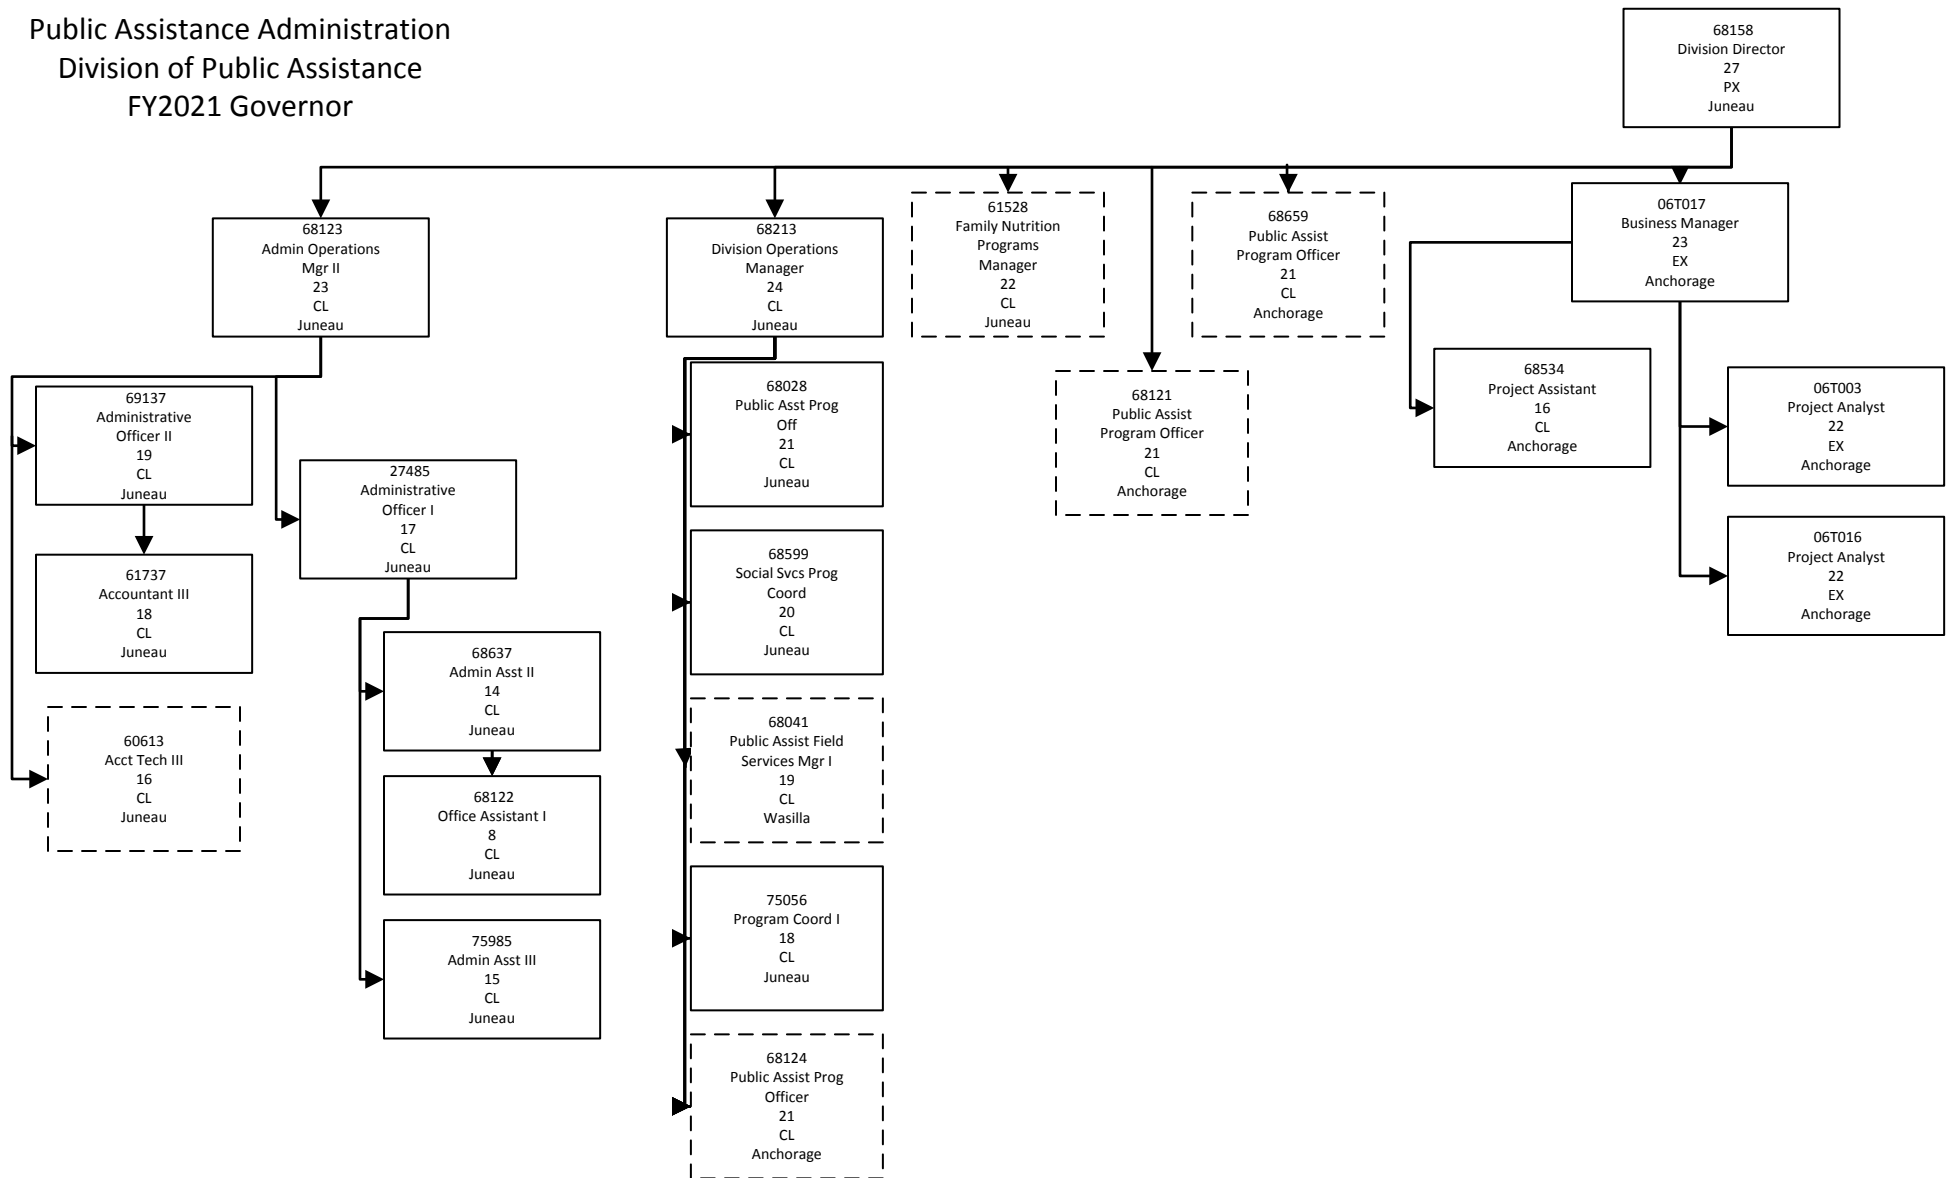 Public Assistance Administration
Division of Public Assistance
FY2021 Governor
68158
Division Director
27
PX
Juneau
68123
Admin Operations
Mgr II
23
CL
Juneau
68213
Division Operations
Manager
24
CL
Juneau
61528
Family Nutrition
Programs
Manager
22
CL
Juneau
68659
Public Assist
Program Officer
21
CL
Anchorage
06T017
Business Manager
23
EX
Anchorage
69137
Administrative
Officer II
19
CL
Juneau
27485
Administrative
Officer I
17
CL
Juneau
61737
Accountant III
18
CL
Juneau
60613
Acct Tech III
16
CL
Juneau
68637
Admin Asst II
14
CL
Juneau
68122
Office Assistant I
8
CL
Juneau
75985
Admin Asst III
15
CL
Juneau
68028
Public Asst Prog
Off
21
CL
Juneau
68599
Social Svcs Prog
Coord
20
CL
Juneau
68041
Public Assist Field
Services Mgr I
19
CL
Wasilla
75056
Program Coord I
18
CL
Juneau
68124
Public Assist Prog
Officer
21
CL
Anchorage
68121
Public Assist
Program Officer
21
CL
Anchorage
68534
Project Assistant
16
CL
Anchorage
06T003
Project Analyst
22
EX
Anchorage
06T016
Project Analyst
22
EX
Anchorage